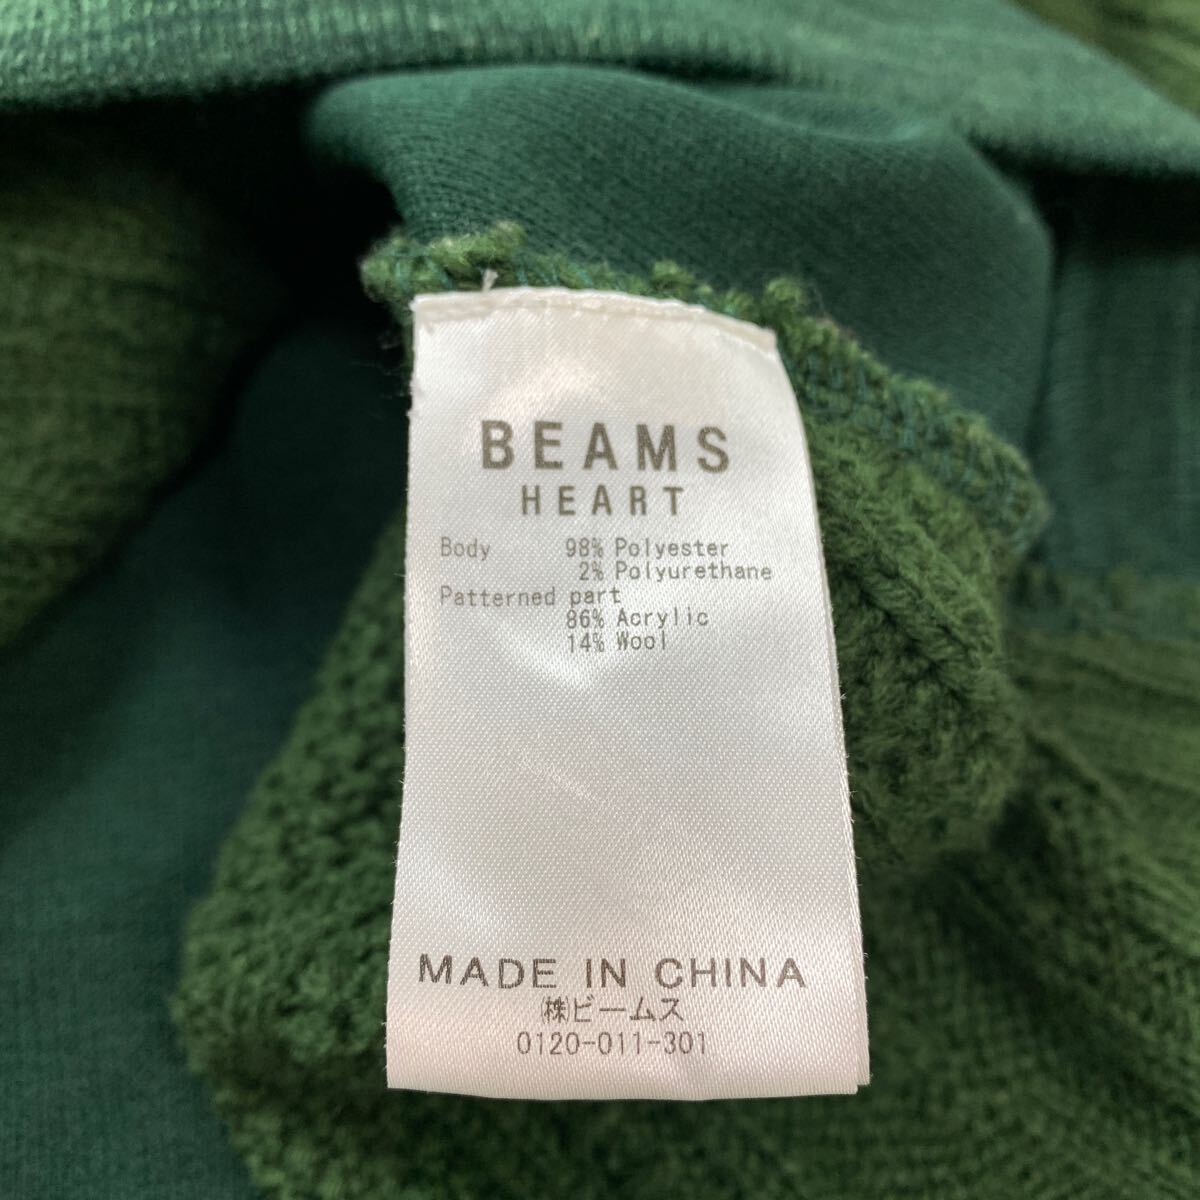 BEAMS
HEART
Body 98% Polyester
2% Polyurethane
Patterned part
86% Acrylic
14% Wool
MADE IN CHINA
㈱ビームス
0120-011-301